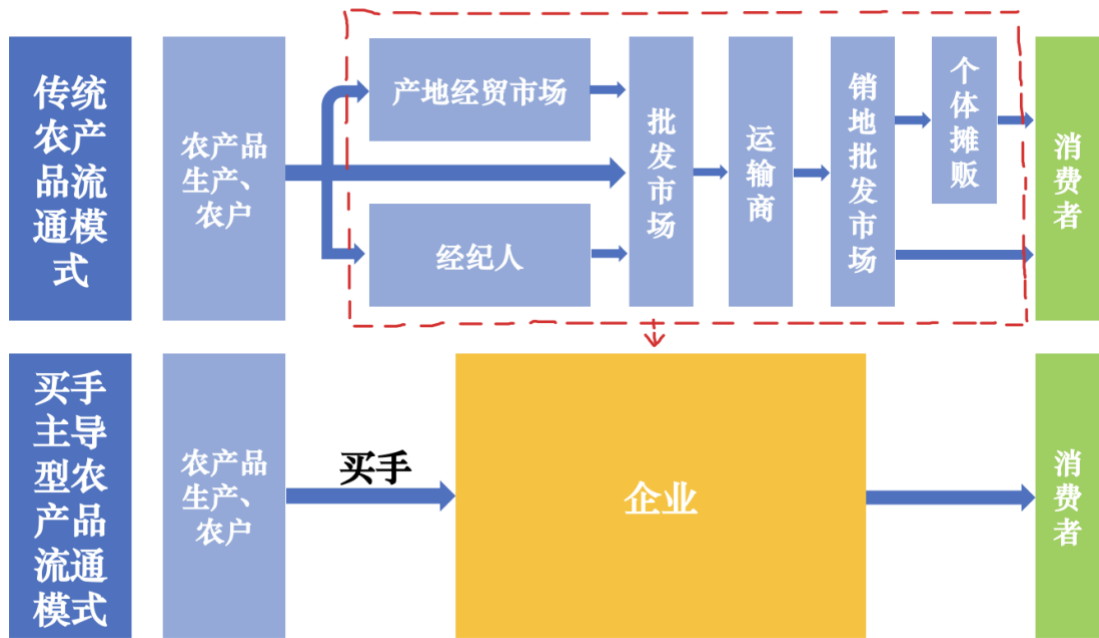 传统
农产
品流
通模
式
农产品
生产、
农户
产地经贸市场
经纪人
批
发
市
场
运
输
商
销
地
批
发
市
场
个
体
摊
贩
消
费
者
买手
主导
型农
产品
流通
模式
农产品
生产、
农户
买手
企业
消
费
者